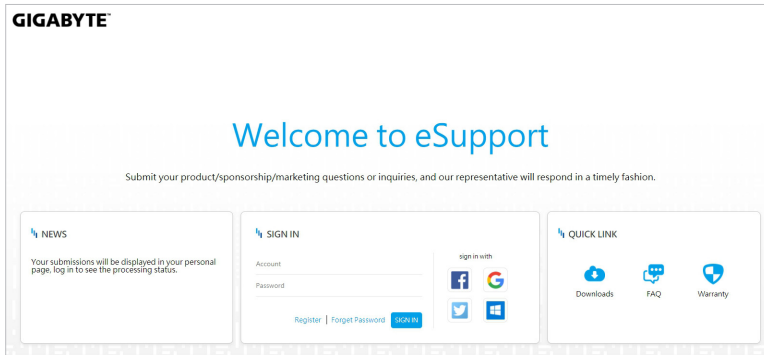 GIGABYTE™
Welcome to eSupport
Submit your product/sponsorship/marketing questions or inquiries, and our representative will respond in a timely fashion.
NEWS
Your submissions will be displayed in your personal
page, log in to see the processing status.
SIGN IN
Account
Password
Register | Forget Password SIGN IN
sign in with
QUICK LINK
Downloads FAQ Warranty